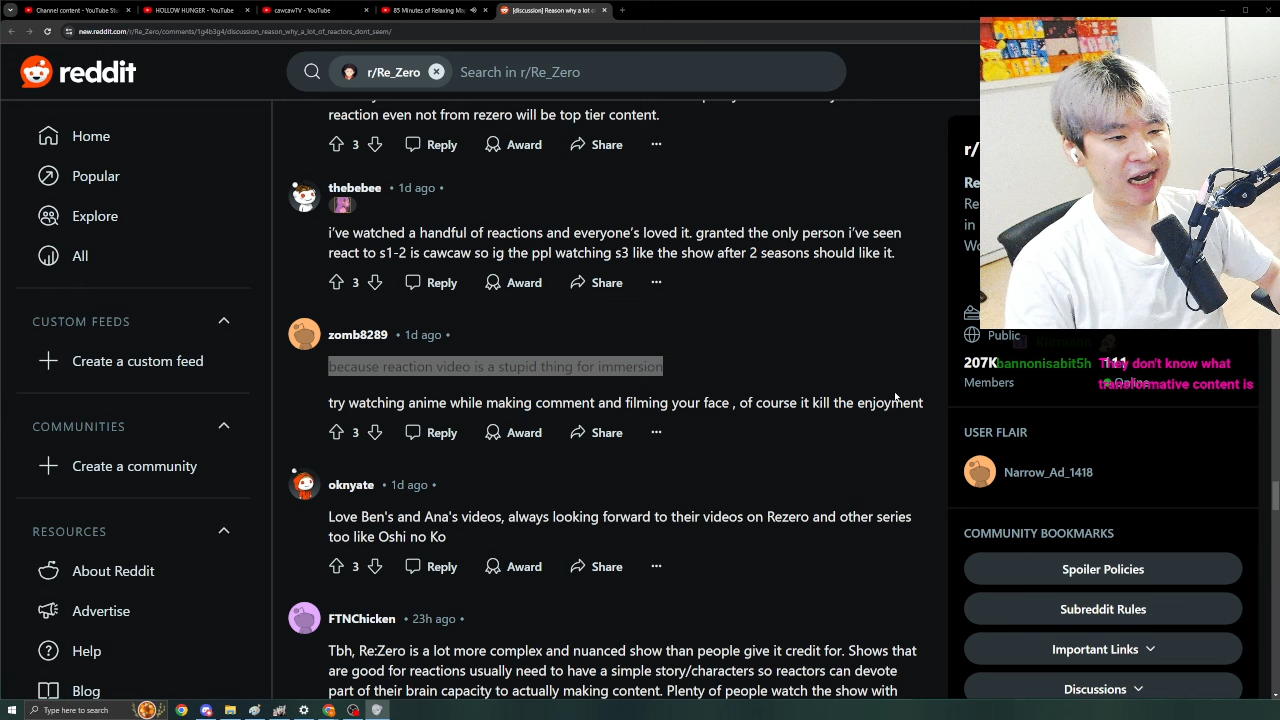 Channel content - YouTube Stu
HOLLOW HUNGER - YouTube
cawcawTV - YouTube
85 Minutes of Relaxing Ma
[discussion] Reason why a lot o
new.reddit.com/r/Re_Zero/comments/1g4b3g4/discussion_reason_why_a_lot_of_reactors_dont_seem/
reddit
r/Re_Zero
Search in r/Re_Zero
reaction even not from rezero will be top tier content.
3
Reply
Award
Share
Home
Popular
Explore
All
CUSTOM FEEDS
Create a custom feed
COMMUNITIES
Create a community
RESOURCES
About Reddit
Advertise
Help
Blog
thebebee • 1d ago •
i've watched a handful of reactions and everyone's loved it. granted the only person i've seen
react to s1-2 is cawcaw so ig the ppl watching s3 like the show after 2 seasons should like it.
3
Reply
Award
Share
zomb8289 • 1d ago •
because reaction video is a stupid thing for immersion
try watching anime while making comment and filming your face , of course it kill the enjoyment
3
Reply
Award
Share
oknyate • 1d ago •
Love Ben's and Ana's videos, always looking forward to their videos on Rezero and other series
too like Oshi no Ko
3
Reply
Award
Share
FTNChicken • 23h ago •
Tbh, Re:Zero is a lot more complex and nuanced show than people give it credit for. Shows that
are good for reactions usually need to have a simple story/characters so reactors can devote
part of their brain capacity to actually making content. Plenty of people watch the show with
r/
Re
Re
in
Wo
Public
207K
Members
111
Online
bannonisabit5h
They don't know what
transformative content is
USER FLAIR
Narrow_Ad_1418
COMMUNITY BOOKMARKS
Spoiler Policies
Subreddit Rules
Important Links
Discussions
Type here to search